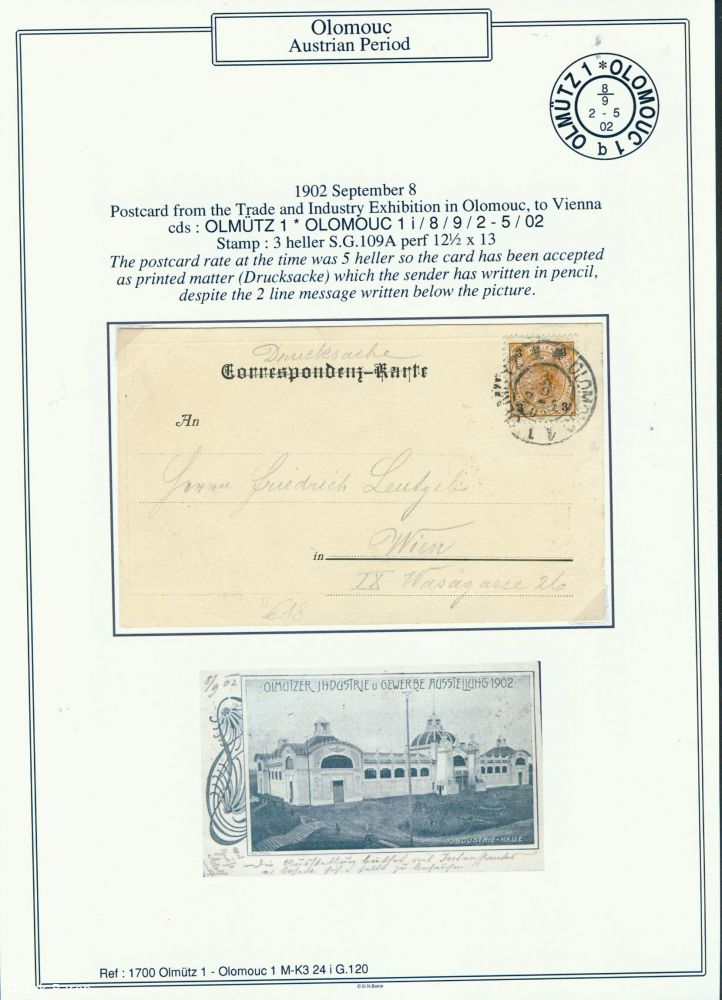 Olomouc
Austrian Period
OLMÜTZ 1 * OLOMOUC 1 b
8
9
2 - 5
02
1902 September 8
Postcard from the Trade and Industry Exhibition in Olomouc, to Vienna
cds : OLMÜTZ 1 * OLOMOUC 1 i / 8 / 9 / 2 - 5 / 02
Stamp : 3 heller S.G.109A perf 12½ x 13
The postcard rate at the time was 5 heller so the card has been accepted
as printed matter (Drucksacke) which the sender has written in pencil,
despite the 2 line message written below the picture.
Drucksache
Correspondenz-Karte
An
Herrn Friedrich
in Wien
IX Wasagasse 26
8/9 02
OLMÜTZER INDUSTRIE u GEWERBE AUSSTELLUNG 1902
INDUSTRIE-HALLE
Die Ausstellung viel
zu
Ref : 1700 Olmütz 1 - Olomouc 1 M-K3 24 i G.120
© D.N.Baron